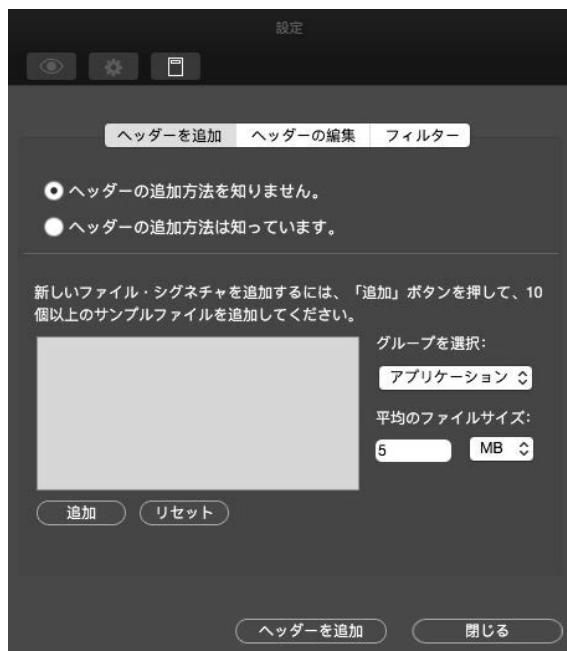 設定
ヘッダーを追加 ヘッダーの編集 フィルター
ヘッダーの追加方法を知りません。
ヘッダーの追加方法は知っています。
新しいファイル・シグネチャを追加するには、「追加」ボタンを押して、10
個以上のサンプルファイルを追加してください。
グループを選択:
アプリケーション
平均のファイルサイズ:
5 MB
追加 リセット
ヘッダーを追加 閉じる